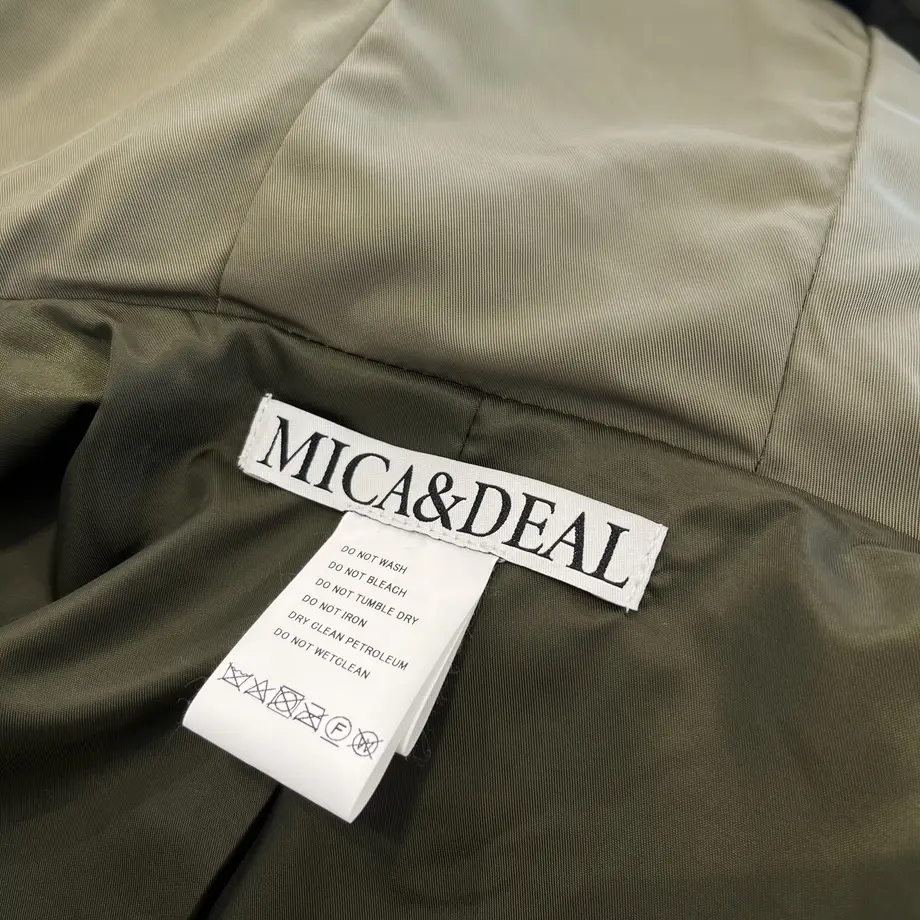 MICA&DEAL
DO NOT WASH
DO NOT BLEACH
DO NOT TUMBLE DRY
DO NOT IRON
DRY CLEAN PETROLEUM
DO NOT WETCLEAN
F W